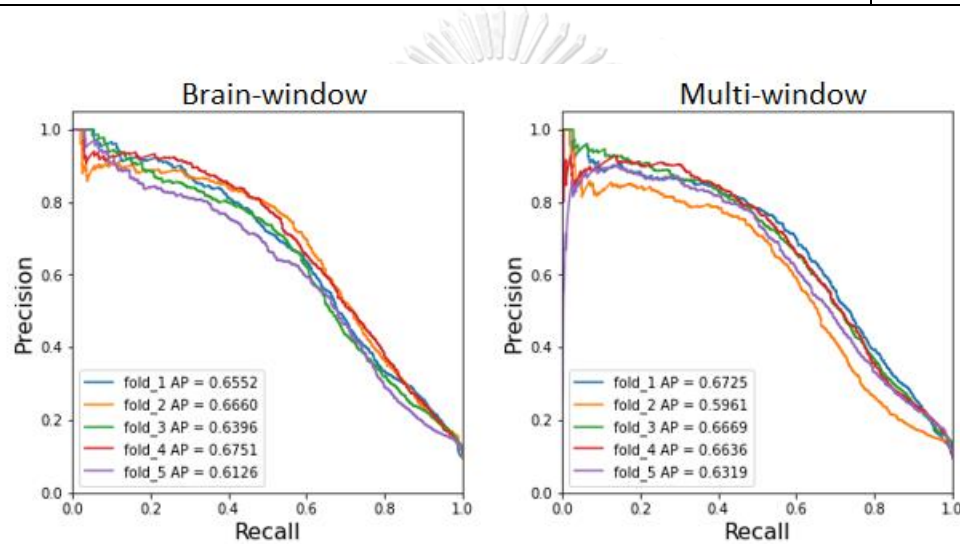 Brain-window
Precision
1.0
0.8
0.6
0.4
0.2
0.0
fold_1 AP = 0.6552
fold_2 AP = 0.6660
fold_3 AP = 0.6396
fold_4 AP = 0.6751
fold_5 AP = 0.6126
0.0 0.2 0.4 0.6 0.8 1.0
Recall
Multi-window
Precision
1.0
0.8
0.6
0.4
0.2
0.0
fold_1 AP = 0.6725
fold_2 AP = 0.5961
fold_3 AP = 0.6669
fold_4 AP = 0.6636
fold_5 AP = 0.6319
0.0 0.2 0.4 0.6 0.8 1.0
Recall